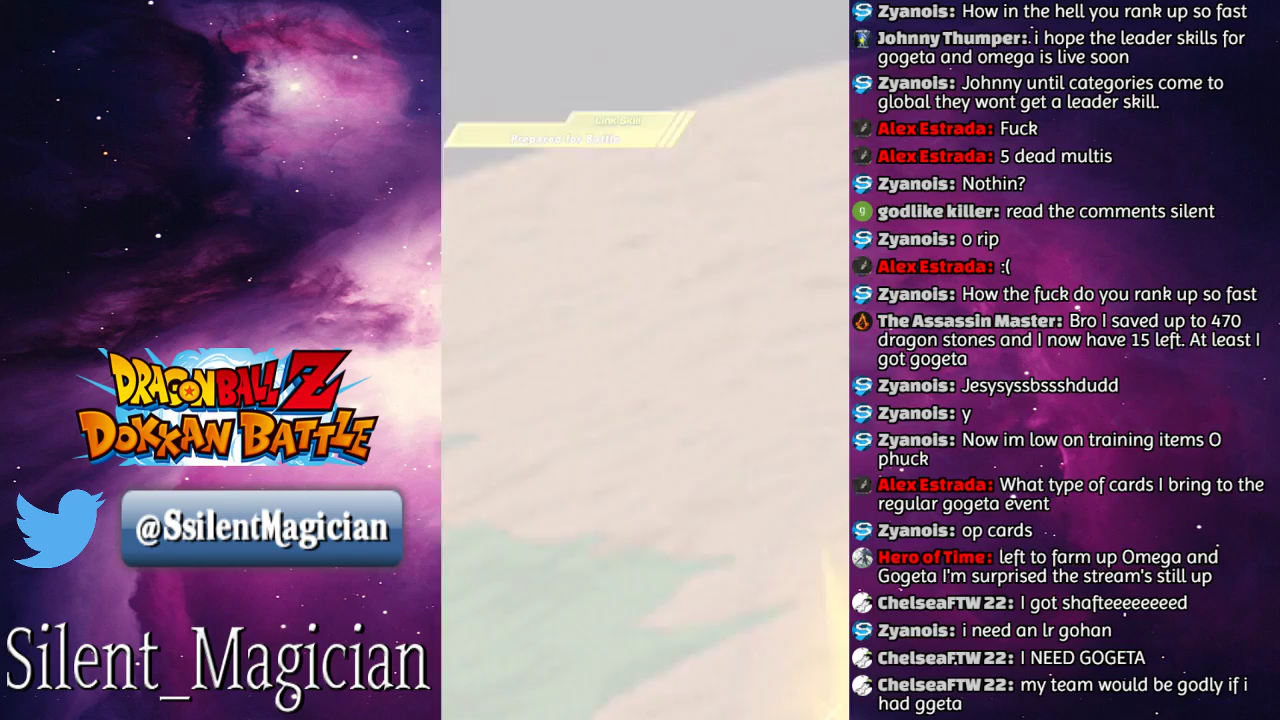 DRAGONBALL Z
DOKKAN BATTLE
@SsilentMagician
Silent_Magician
Link Skill
Prepared for Battle
Zyanois: How in the hell you rank up so fast
Johnny Thumper: i hope the leader skills for
gogeta and omega is live soon
Zyanois: Johnny until categories come to
global they wont get a leader skill.
Alex Estrada: Fuck
Alex Estrada: 5 dead multis
Zyanois: Nothin?
g godlike killer: read the comments silent
Zyanois: o rip
Alex Estrada: :(
Zyanois: How the fuck do you rank up so fast
The Assassin Master: Bro I saved up to 470
dragon stones and I now have 15 left. At least I
got gogeta
Zyanois: Jesysyssbssshdudd
Zyanois: y
Zyanois: Now im low on training items O
phuck
Alex Estrada: What type of cards I bring to the
regular gogeta event
Zyanois: op cards
Hero of Time: left to farm up Omega and
Gogeta I'm surprised the stream's still up
ChelseaFTW 22: I got shafteeeeeeed
Zyanois: i need an lr gohan
ChelseaFTW 22: I NEED GOGETA
ChelseaFTW 22: my team would be godly if i
had ggeta